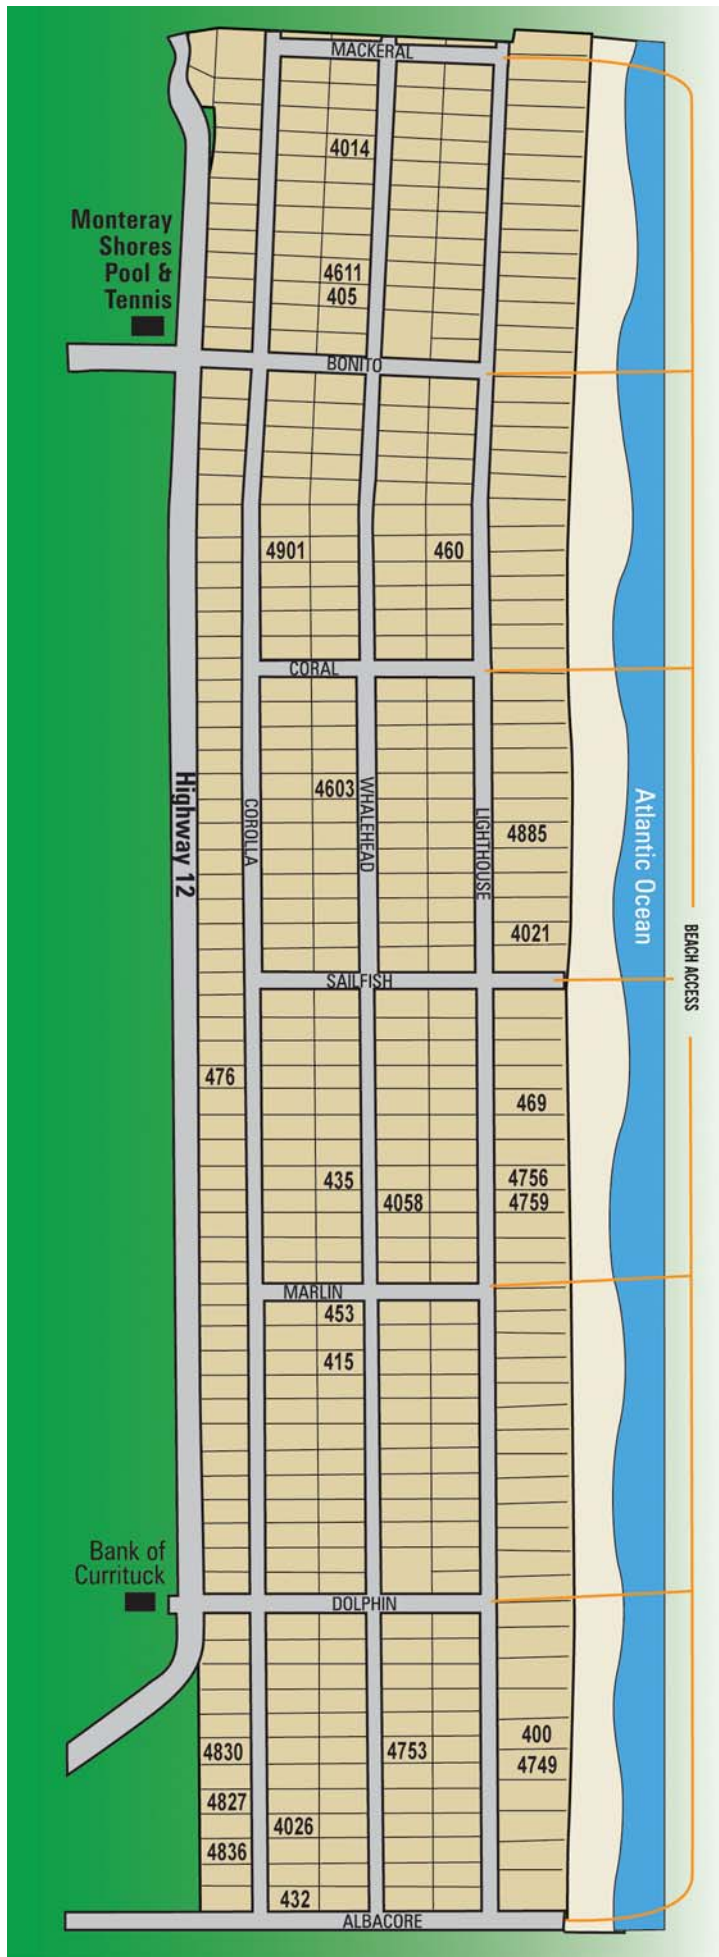 MACKERAL
4014
Monteray
Shores
Pool &
Tennis
4611
405
BONITO
4901
460
CORAL
4603
Highway 12
COROLLA
WHALEHEAD
LIGHTHOUSE
4885
Atlantic Ocean
4021
BEACH ACCESS
SAILFISH
476
469
435
4756
4058
4759
MARLIN
453
415
Bank of
Currituck
DOLPHIN
400
4830
4753
4749
4827
4026
4836
432
ALBACORE